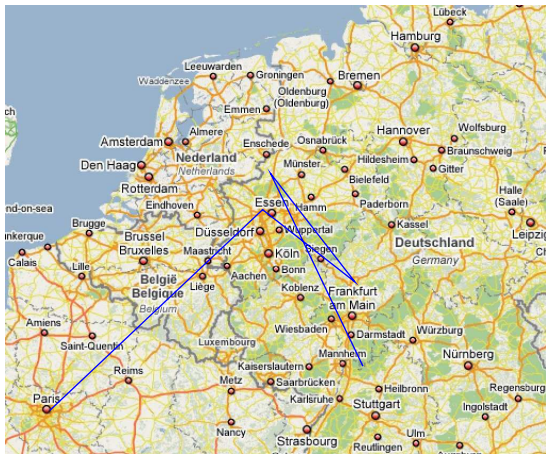 Lübeck
Hamburg
Leeuwarden
Groningen
Waddenzee
Oldenburg
(Oldenburg)
Bremen
Emmen
Amsterdam
Almere
Enschede
Osnabrück
Hannover
Wolfsburg
Braunschweig
Hildesheim
Gitter
Den Haag
Nederland
Netherlands
Rotterdam
Münster
Bielefeld
Halle
(Saale)
Leipzig
Eindhoven
Essen
Hamm
Paderborn
end-on-sea
Brugge
Düsseldorf
Wuppertal
Kassel
nkerque
Brussel
Bruxelles
Maastricht
Köln
Siegen
Deutschland
Germany
Calais
Lille
België
Belgique
Belgium
Liège
Aachen
Bonn
Koblenz
Frankfurt
am Main
Amiens
Saint-Quentin
Luxembourg
Wiesbaden
Darmstadt
Würzburg
Mannheim
Nürnberg
Reims
Kaiserslautern
Paris
Metz
Saarbrücken
Heilbronn
Regensburg
Karlsruhe
Stuttgart
Ingolstadt
Nancy
Strasbourg
Reutlingen
Ulm
Augsburg